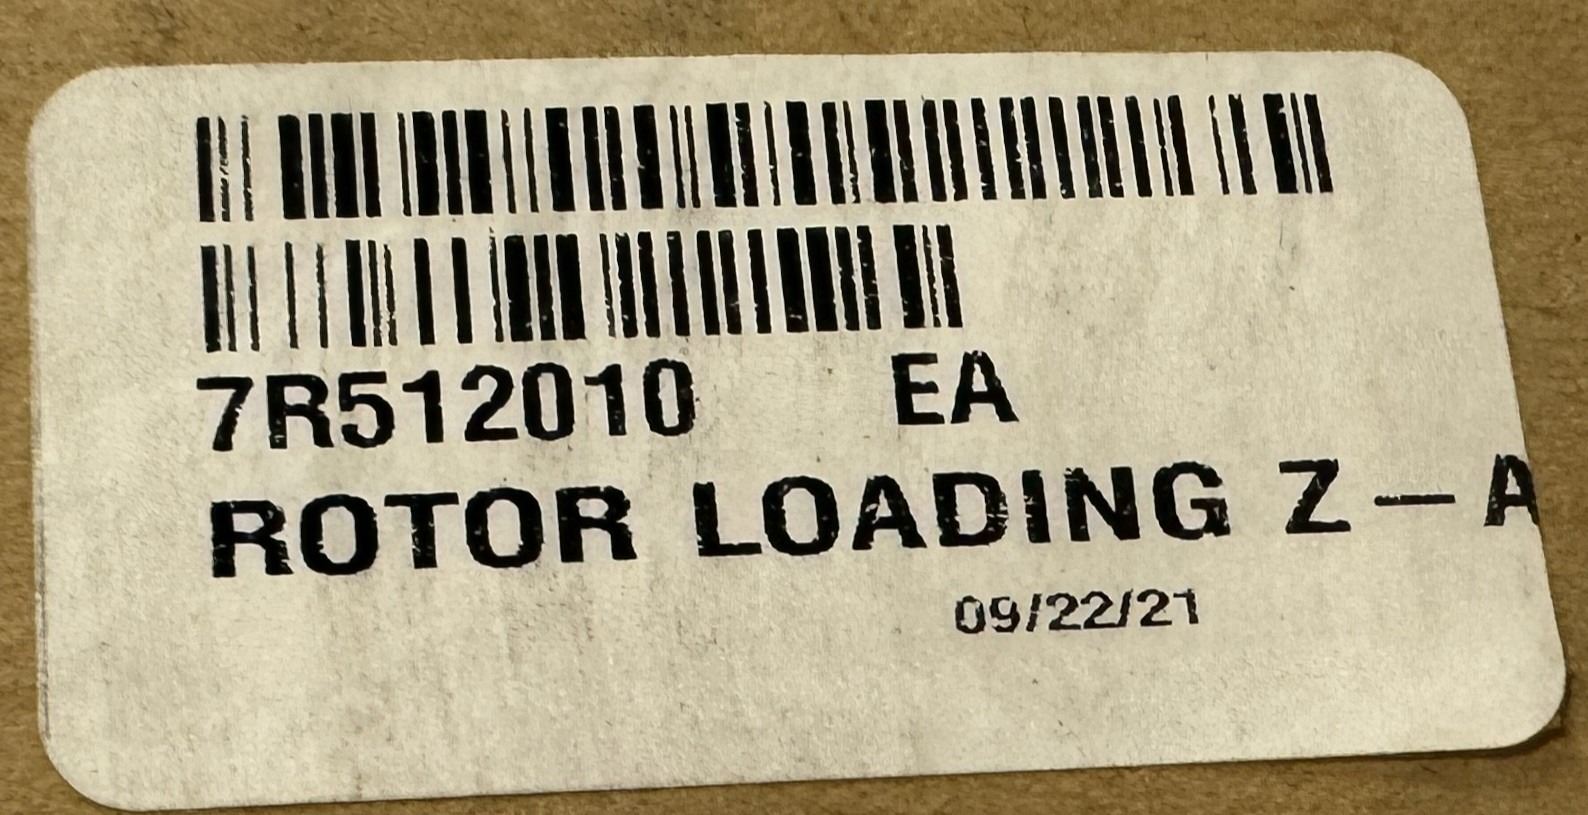 7R512010 EA
ROTOR LOADING Z - A
09/22/21